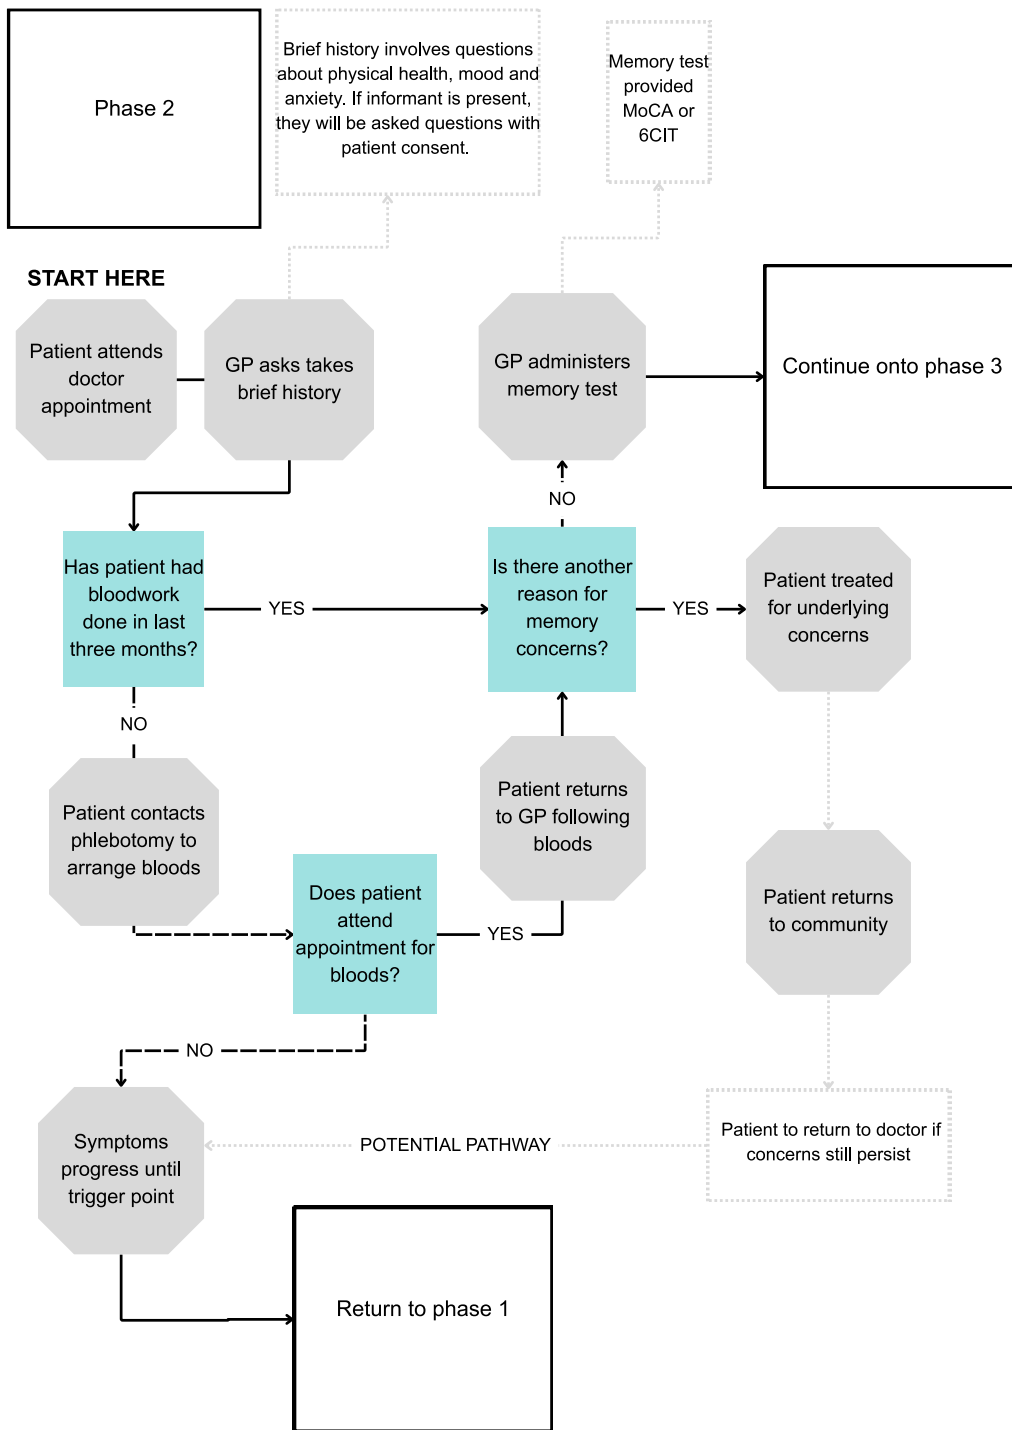 Phase 2
Brief history involves questions
about physical health, mood and
anxiety. If informant is present,
they will be asked questions with
patient consent.
Memory test
provided
MoCA or
6CIT
START HERE
Patient attends
doctor
appointment
GP asks takes
brief history
GP administers
memory test
Continue onto phase 3
NO
Has patient had
bloodwork
done in last
three months?
YES
Is there another
reason for
memory
concerns?
YES
Patient treated
for underlying
concerns
NO
Patient contacts
phlebotomy to
arrange bloods
Patient returns
to GP following
bloods
Does patient
attend
appointment for
bloods?
YES
Patient returns
to community
NO
Symptoms
progress until
trigger point
POTENTIAL PATHWAY
Patient to return to doctor if
concerns still persist
Return to phase 1